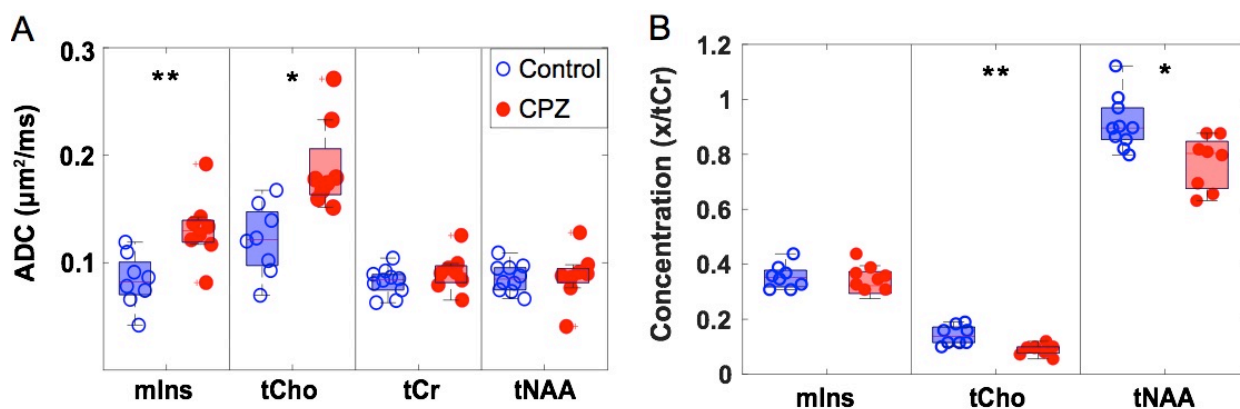 A
ADC (µm²/ms)
0.3
0.2
0.1
** *
Control
CPZ
mIns tCho tCr tNAA
B
Concentration (x/tCr)
1.2
1
0.8
0.6
0.4
0.2
0
** *
mIns tCho tNAA